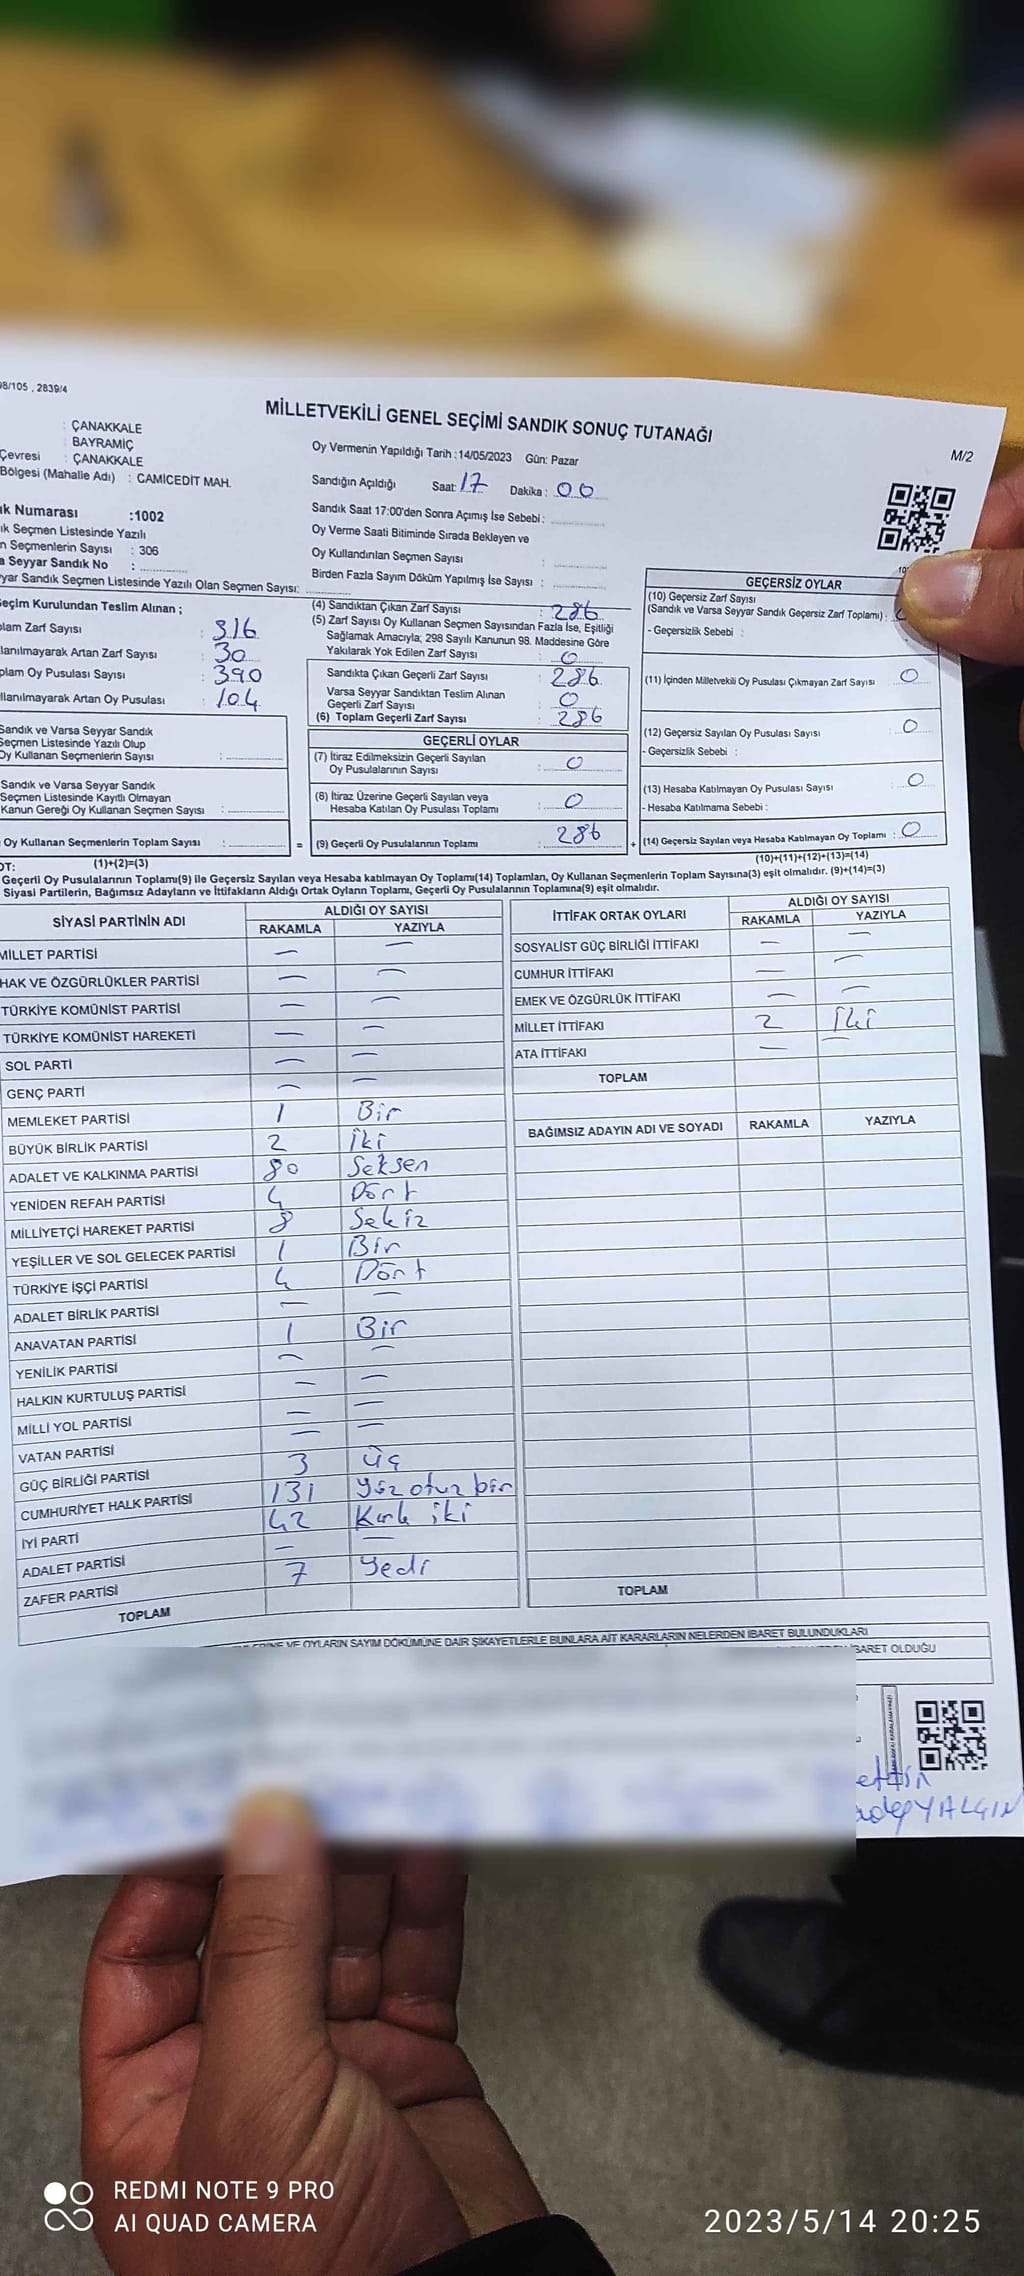 98/105 , 2839/4
MİLLETVEKİLİ GENEL SEÇİMİ SANDIK SONUÇ TUTANAĞI
M/2
: ÇANAKKALE
: BAYRAMİÇ
Çevresi : ÇANAKKALE
Bölgesi (Mahalle Adı) : CAMİCEDİT MAH.
Numarası :1002
Seçmen Listesinde Yazılı
Seçmenlerin Sayısı : 306
Seyyar Sandık No :
Seyyar Sandık Seçmen Listesinde Yazılı Olan Seçmen Sayısı:
Seçim Kurulundan Teslim Alınan ;
Zarf Sayısı : 316
Artan Zarf Sayısı : 30
Oy Pusulası Sayısı : 390
Artan Oy Pusulası : 104
Sandık ve Varsa Seyyar Sandık
Seçmen Listesinde Yazılı Olup
Oy Kullanan Seçmenlerin Sayısı :
Sandık ve Varsa Seyyar Sandık
Seçmen Listesinde Kayıtlı Olmayan
Kanun Gereği Oy Kullanan Seçmen Sayısı :
Oy Kullanan Seçmenlerin Toplam Sayısı : =
(1)+(2)=(3)
Oy Vermenin Yapıldığı Tarih :14/05/2023 Gün: Pazar
Sandığın Açıldığı Saat: 17 Dakika : 00
Sandık Saat 17:00'den Sonra Açımış İse Sebebi :
Oy Verme Saati Bitiminde Sırada Bekleyen ve
Oy Kullandırılan Seçmen Sayısı :
Birden Fazla Sayım Döküm Yapılmış İse Sayısı :
(4) Sandıktan Çıkan Zarf Sayısı : 286
(5) Zarf Sayısı Oy Kullanan Seçmen Sayısından Fazla İse, Eşitliği
Sağlamak Amacıyla; 298 Sayılı Kanunun 98. Maddesine Göre
Yakılarak Yok Edilen Zarf Sayısı : 0
Sandıkta Çıkan Geçerli Zarf Sayısı : 286
Varsa Seyyar Sandıktan Teslim Alınan
Geçerli Zarf Sayısı : 0
(6) Toplam Geçerli Zarf Sayısı : 286
GEÇERLİ OYLAR
(7) İtiraz Edilmeksizin Geçerli Sayılan
Oy Pusulalarının Sayısı : 0
(8) İtiraz Üzerine Geçerli Sayılan veya
Hesaba Katılan Oy Pusulası Toplamı : 0
(9) Geçerli Oy Pusulalarının Toplamı : 286 +
GEÇERSİZ OYLAR
(10) Geçersiz Zarf Sayısı
(Sandık ve Varsa Seyyar Sandık Geçersiz Zarf Toplamı) :
- Geçersizlik Sebebi :
(11) İçinden Milletvekili Oy Pusulası Çıkmayan Zarf Sayısı : 0
(12) Geçersiz Sayılan Oy Pusulası Sayısı : 0
- Geçersizlik Sebebi :
(13) Hesaba Katılmayan Oy Pusulası Sayısı : 0
- Hesaba Katılmama Sebebi :
(14) Geçersiz Sayılan veya Hesaba Katılmayan Oy Toplamı : 0
(10)+(11)+(12)+(13)=(14)
Geçerli Oy Pusulalarının Toplamı(9) ile Geçersiz Sayılan veya Hesaba katılmayan Oy Toplamı(14) Toplamları, Oy Kullanan Seçmenlerin Toplam Sayısına(3) eşit olmalıdır. (9)+(14)=(3)
Siyasi Partilerin, Bağımsız Adayların ve İttifakların Aldığı Ortak Oyların Toplamı, Geçerli Oy Pusulalarının Toplamına(9) eşit olmalıdır.
SİYASİ PARTİNİN ADI ALDIĞI OY SAYISI
RAKAMLA YAZIYLA
MİLLET PARTİSİ — —
HAK VE ÖZGÜRLÜKLER PARTİSİ — —
TÜRKİYE KOMÜNİST PARTİSİ — —
TÜRKİYE KOMÜNİST HAREKETİ — —
SOL PARTİ — —
GENÇ PARTİ — —
MEMLEKET PARTİSİ 1 Bir
BÜYÜK BİRLİK PARTİSİ 2 İki
ADALET VE KALKINMA PARTİSİ 80 Seksen
YENİDEN REFAH PARTİSİ 4 Dört
MİLLİYETÇİ HAREKET PARTİSİ 8 Sekiz
YEŞİLLER VE SOL GELECEK PARTİSİ 1 Bir
TÜRKİYE İŞÇİ PARTİSİ 4 Dört
ADALET BİRLİK PARTİSİ — —
ANAVATAN PARTİSİ 1 Bir
YENİLİK PARTİSİ — —
HALKIN KURTULUŞ PARTİSİ — —
MİLLİ YOL PARTİSİ — —
VATAN PARTİSİ — —
GÜÇ BİRLİĞİ PARTİSİ 3 üç
CUMHURİYET HALK PARTİSİ 131 Yüz otuz bir
İYİ PARTİ 42 Kırk iki
ADALET PARTİSİ — —
ZAFER PARTİSİ 7 Yedi
TOPLAM
İTTİFAK ORTAK OYLARI ALDIĞI OY SAYISI
RAKAMLA YAZIYLA
SOSYALİST GÜÇ BİRLİĞİ İTTİFAKI — —
CUMHUR İTTİFAKI — —
EMEK VE ÖZGÜRLÜK İTTİFAKI — —
MİLLET İTTİFAKI 2 İki
ATA İTTİFAKI — —
TOPLAM
BAĞIMSIZ ADAYIN ADI VE SOYADI RAKAMLA YAZIYLA
TOPLAM
VE OYLARIN SAYIM DÖKÜMÜNE DAİR ŞİKAYETLERLE BUNLARA AİT KARARLARIN NELERDEN İBARET BULUNDUKLARI
İBARET OLDUĞU
YALÇIN
REDMI NOTE 9 PRO
AI QUAD CAMERA
2023/5/14 20:25